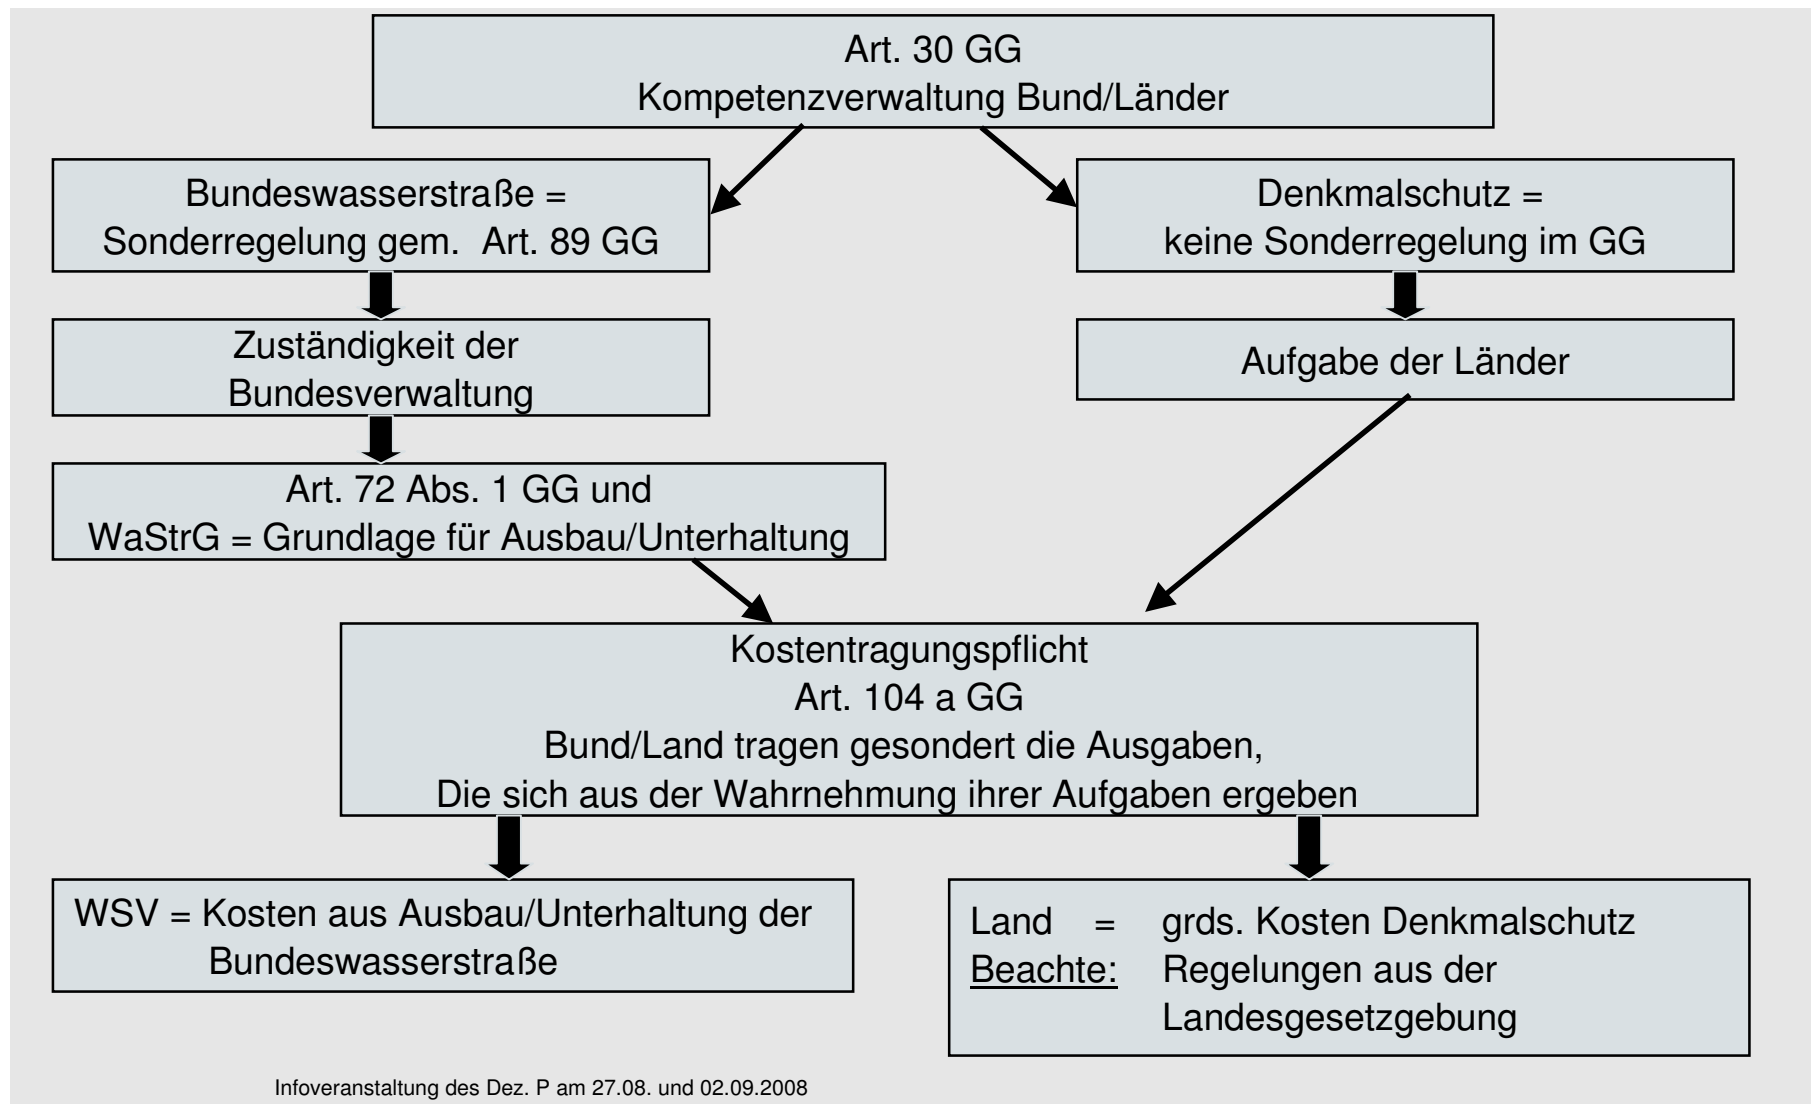 Art. 30 GG
Kompetenzverwaltung Bund/Länder
Bundeswasserstraße =
Sonderregelung gem. Art. 89 GG
Denkmalschutz =
keine Sonderregelung im GG
Zuständigkeit der
Bundesverwaltung
Aufgabe der Länder
Art. 72 Abs. 1 GG und
WaStrG = Grundlage für Ausbau/Unterhaltung
Kostentragungspflicht
Art. 104 a GG
Bund/Land tragen gesondert die Ausgaben,
Die sich aus der Wahrnehmung ihrer Aufgaben ergeben
WSV = Kosten aus Ausbau/Unterhaltung der
Bundeswasserstraße
Land = grds. Kosten Denkmalschutz
Beachte: Regelungen aus der
Landesgesetzgebung
Infoveranstaltung des Dez. P am 27.08. und 02.09.2008